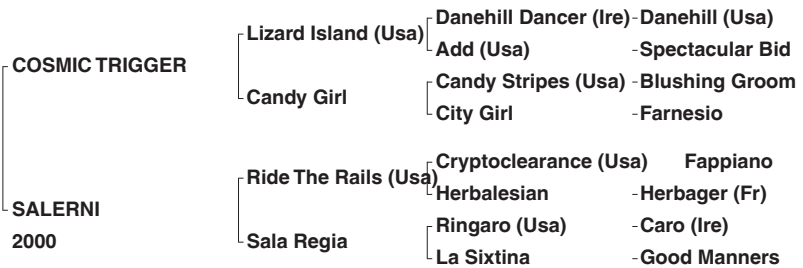 Danehill Dancer (Ire) - Danehill (Usa)
Lizard Island (Usa)
Add (Usa) - Spectacular Bid
COSMIC TRIGGER
Candy Stripes (Usa) - Blushing Groom
Candy Girl
City Girl - Farnesio
Cryptoclearance (Usa) Fappiano
Ride The Rails (Usa)
Herbalesian - Herbager (Fr)
SALERNI
Ringaro (Usa) - Caro (Ire)
2000
Sala Regia
La Sixtina - Good Manners